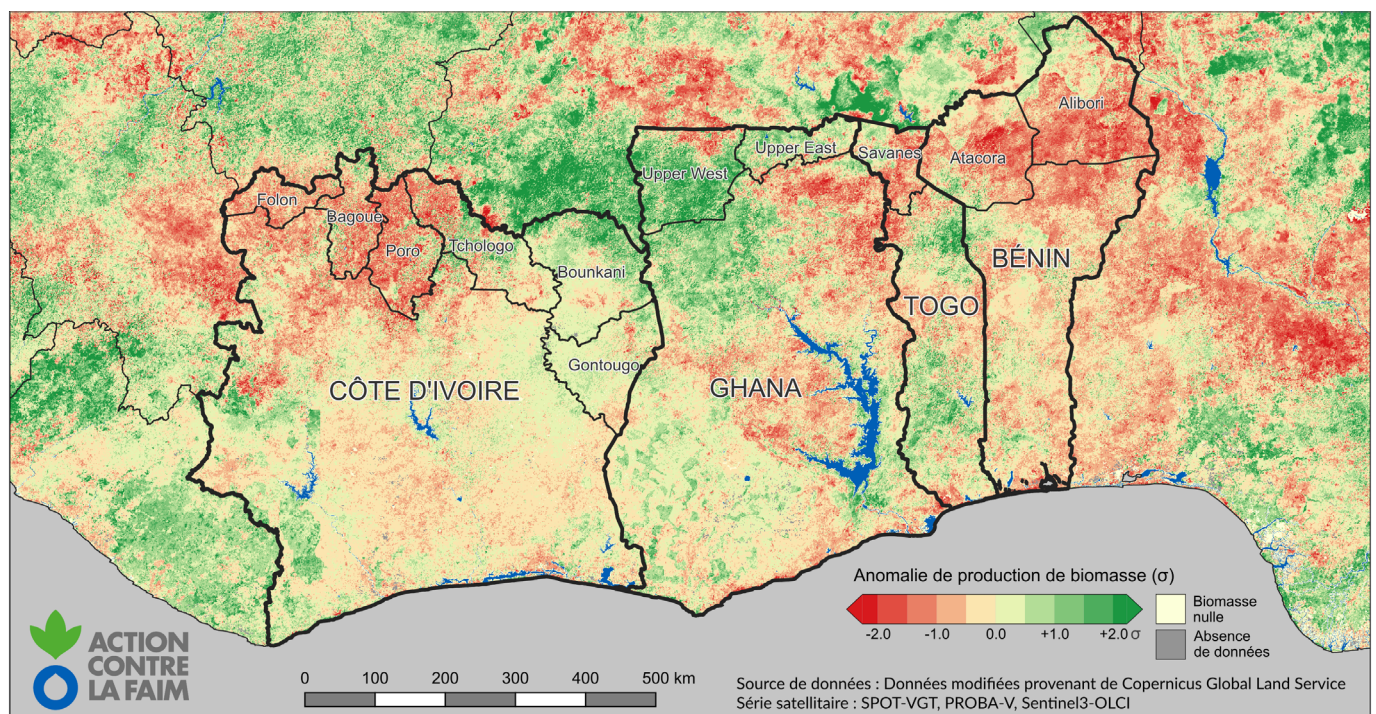 Alibori
Upper East
Savanes
Atacora
Upper West
Folon
Bagoue
Tchologo
Poro
BÉNIN
Bounkani
TOGO
Gontougo
CÔTE D'IVOIRE
GHANA
Anomalie de production de biomasse (σ)
-2.0 -1.0 0.0 +1.0 +2.0 σ
Biomasse
nulle
Absence
de données
ACTION
CONTRE
LA FAIM
0 100 200 300 400 500 km
Source de données : Données modifiées provenant de Copernicus Global Land Service
Série satellitaire : SPOT-VGT, PROBA-V, Sentinel3-OLCI